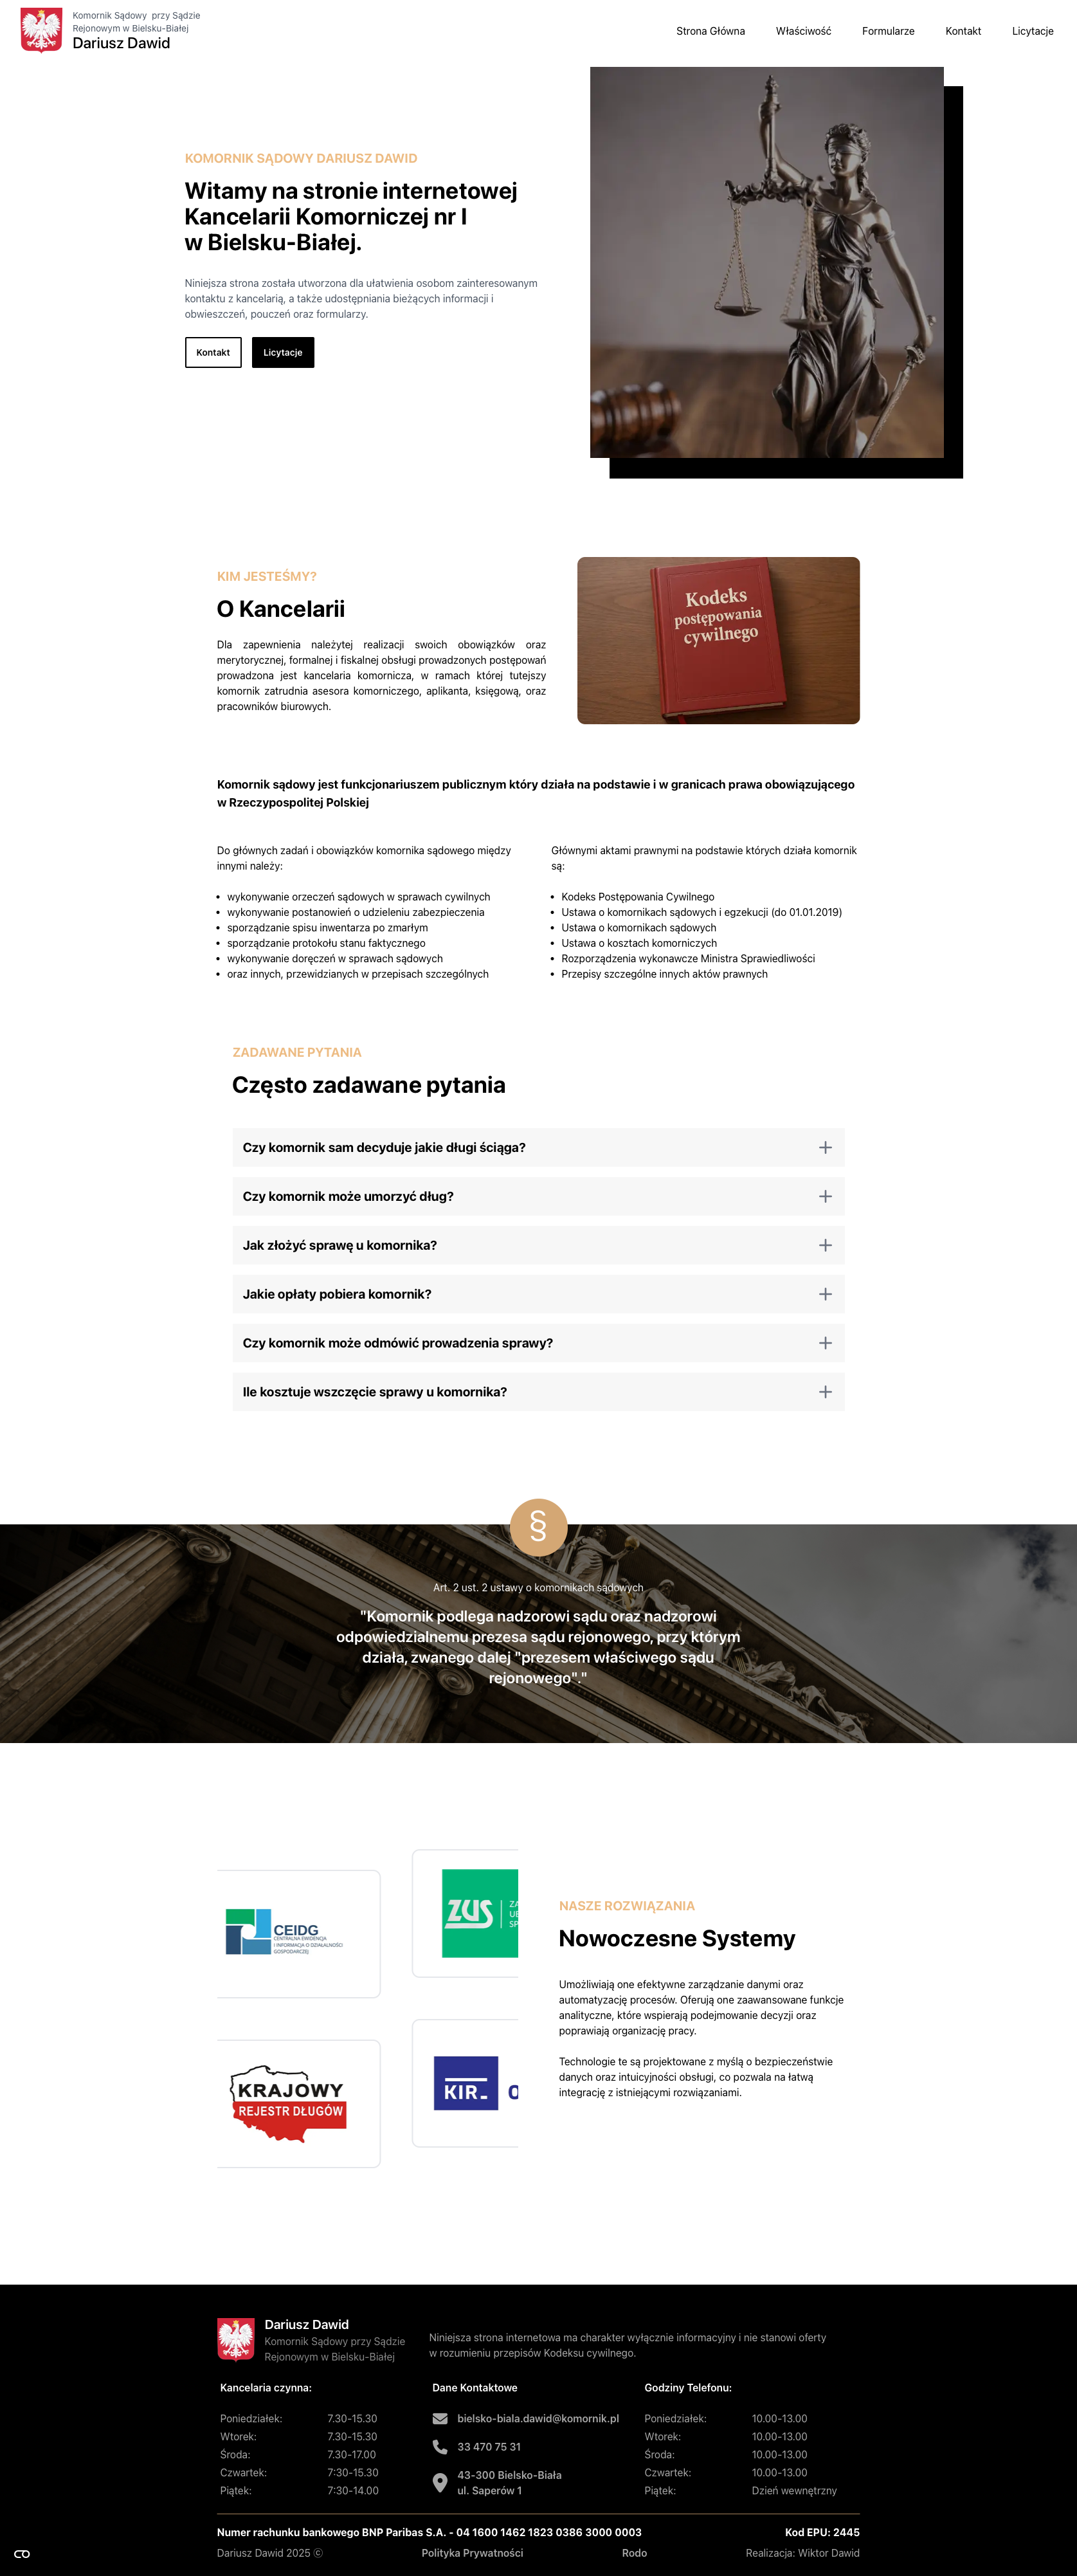 Komornik Sądowy przy Sądzie
Rejonowym w Bielsku-Białej
Dariusz Dawid
Strona Główna
Właściwość
Formularze
Kontakt
Licytacje
KOMORNIK SĄDOWY DARIUSZ DAWID
Witamy na stronie internetowej
Kancelarii Komorniczej nr I
w Bielsku-Białej.
Niniejsza strona została utworzona dla ułatwienia osobom zainteresowanym
kontaktu z kancelarią, a także udostępniania bieżących informacji i
obwieszczeń, pouczeń oraz formularzy.
Kontakt
Licytacje
KIM JESTEŚMY?
O Kancelarii
Dla zapewnienia należytej realizacji swoich obowiązków oraz
merytorycznej, formalnej i fiskalnej obsługi prowadzonych postępowań
prowadzona jest kancelaria komornicza, w ramach której tutejszy
komornik zatrudnia asesora komorniczego, aplikanta, księgową, oraz
pracowników biurowych.
Kodeks
postępowania
cywilnego
Komornik sądowy jest funkcjonariuszem publicznym który działa na podstawie i w granicach prawa obowiązującego
w Rzeczypospolitej Polskiej
Do głównych zadań i obowiązków komornika sądowego między
innymi należy:
• wykonywanie orzeczeń sądowych w sprawach cywilnych
• wykonywanie postanowień o udzieleniu zabezpieczenia
• sporządzanie spisu inwentarza po zmarłym
• sporządzanie protokołu stanu faktycznego
• wykonywanie doręczeń w sprawach sądowych
• oraz innych, przewidzianych w przepisach szczególnych
Głównymi aktami prawnymi na podstawie których działa komornik
są:
• Kodeks Postępowania Cywilnego
• Ustawa o komornikach sądowych i egzekucji (do 01.01.2019)
• Ustawa o komornikach sądowych
• Ustawa o kosztach komorniczych
• Rozporządzenia wykonawcze Ministra Sprawiedliwości
• Przepisy szczególne innych aktów prawnych
ZADAWANE PYTANIA
Często zadawane pytania
Czy komornik sam decyduje jakie długi ściąga?
Czy komornik może umorzyć dług?
Jak złożyć sprawę u komornika?
Jakie opłaty pobiera komornik?
Czy komornik może odmówić prowadzenia sprawy?
Ile kosztuje wszczęcie sprawy u komornika?
§
Art. 2 ust. 2 ustawy o komornikach sądowych
"Komornik podlega nadzorowi sądu oraz nadzorowi
odpowiedzialnemu prezesa sądu rejonowego, przy którym
działa, zwanego dalej "prezesem właściwego sądu
rejonowego"."
CEIDG
CENTRALNA EWIDENCJA
I INFORMACJA O DZIAŁALNOŚCI
GOSPODARCZEJ
ZUS
ZA
UB
SP
KRAJOWY
REJESTR DŁUGÓW
KIR
NASZE ROZWIĄZANIA
Nowoczesne Systemy
Umożliwiają one efektywne zarządzanie danymi oraz
automatyzację procesów. Oferują one zaawansowane funkcje
analityczne, które wspierają podejmowanie decyzji oraz
poprawiają organizację pracy.
Technologie te są projektowane z myślą o bezpieczeństwie
danych oraz intuicyjności obsługi, co pozwala na łatwą
integrację z istniejącymi rozwiązaniami.
Dariusz Dawid
Komornik Sądowy przy Sądzie
Rejonowym w Bielsku-Białej
Niniejsza strona internetowa ma charakter wyłącznie informacyjny i nie stanowi oferty
w rozumieniu przepisów Kodeksu cywilnego.
Kancelaria czynna:
Poniedziałek: 7.30-15.30
Wtorek: 7.30-15.30
Środa: 7.30-17.00
Czwartek: 7:30-15.30
Piątek: 7:30-14.00
Dane Kontaktowe
bielsko-biala.dawid@komornik.pl
33 470 75 31
43-300 Bielsko-Biała
ul. Saperów 1
Godziny Telefonu:
Poniedziałek: 10.00-13.00
Wtorek: 10.00-13.00
Środa: 10.00-13.00
Czwartek: 10.00-13.00
Piątek: Dzień wewnętrzny
Numer rachunku bankowego BNP Paribas S.A. - 04 1600 1462 1823 0386 3000 0003
Kod EPU: 2445
Dariusz Dawid 2025 ©
Polityka Prywatności
Rodo
Realizacja: Wiktor Dawid